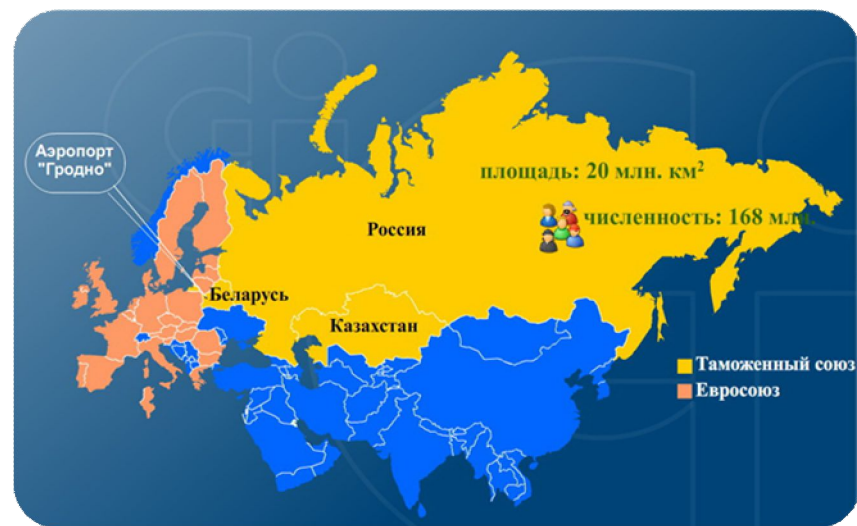 Аэропорт
"Гродно"
площадь: 20 млн. км²
численность: 168 млн.
Россия
Беларусь
Казахстан
Таможенный союз
Евросоюз